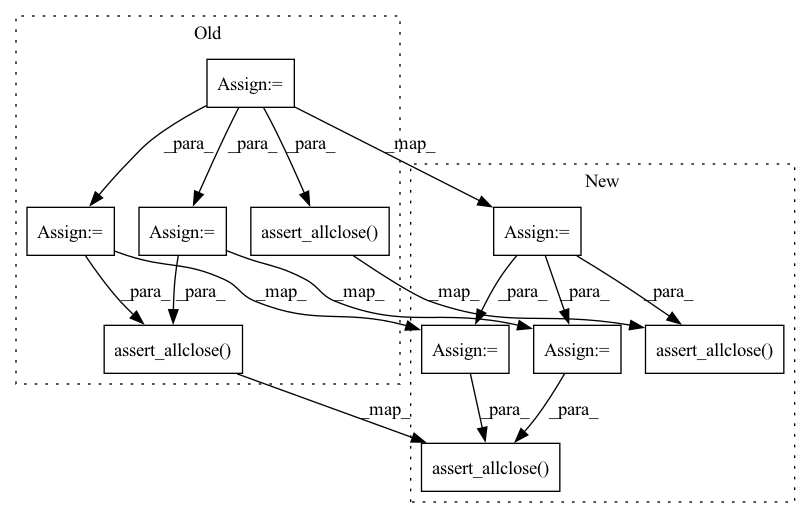 Old
Assign:=
_para_ _para_ _para_ _map_
New
Assign:= Assign:= assert_allclose() Assign:=
_para_ _para_ _map_ _map_ _map_ _para_ _para_ _para_
assert_allclose() Assign:= Assign:= assert_allclose()
_map_ _para_ _para_
assert_allclose()